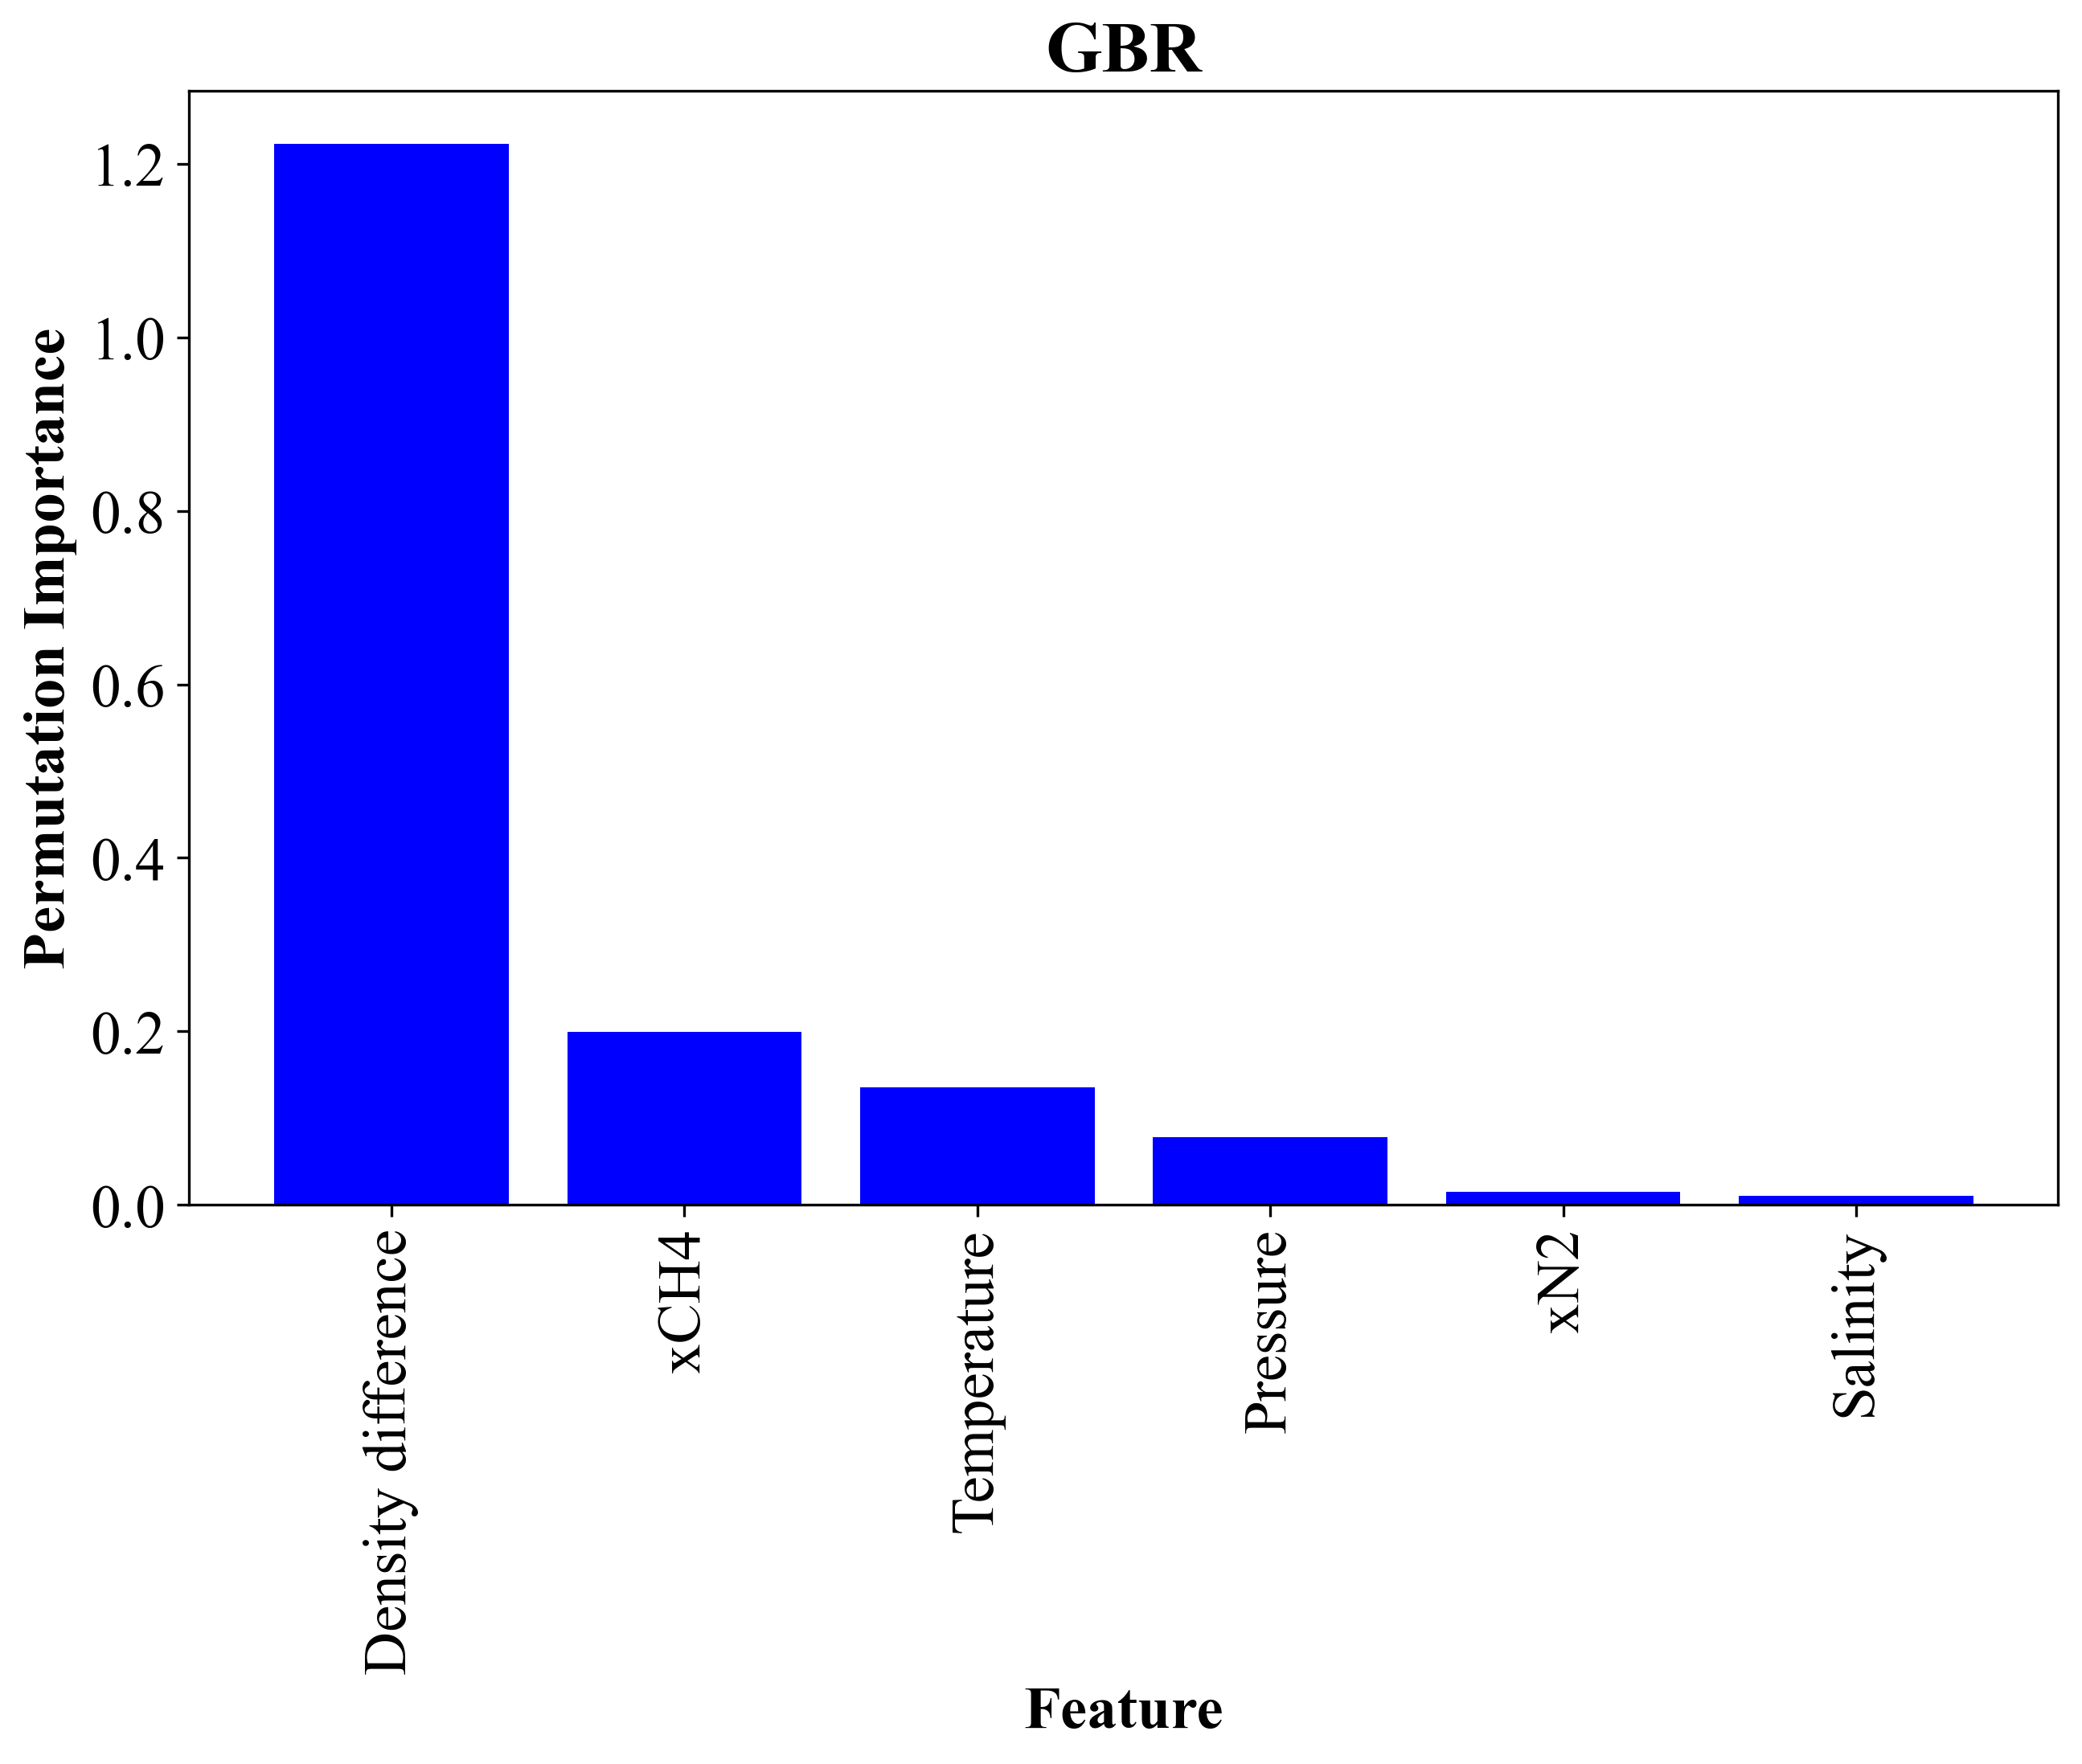 GBR
Permutation Importance
1.2
1.0
0.8
0.6
0.4
0.2
0.0
Density difference
xCH4
Temperature
Pressure
xN2
Salinity
Feature